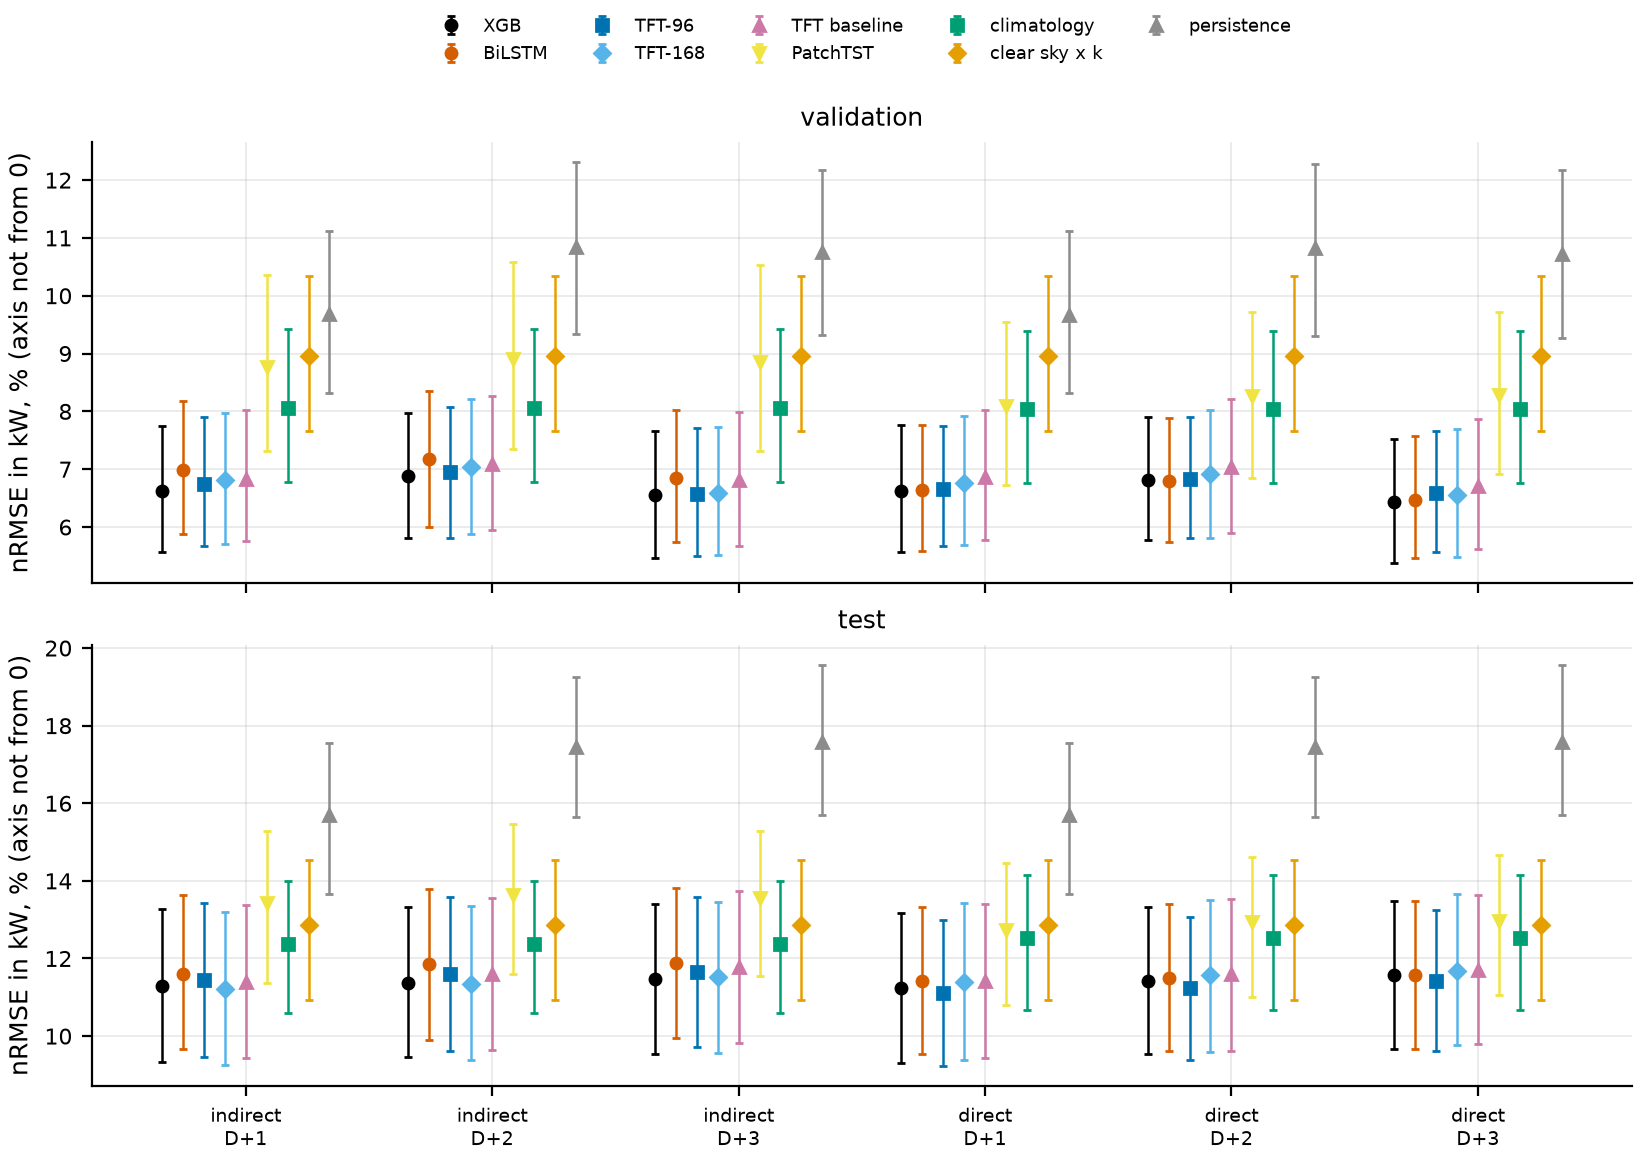 XGB TFT-96 TFT baseline climatology persistence
BiLSTM TFT-168 PatchTST clear sky x k
validation
nRMSE in kW, % (axis not from 0)
12
11
10
9
8
7
6
test
nRMSE in kW, % (axis not from 0)
20
18
16
14
12
10
indirect indirect indirect direct direct direct
D+1 D+2 D+3 D+1 D+2 D+3